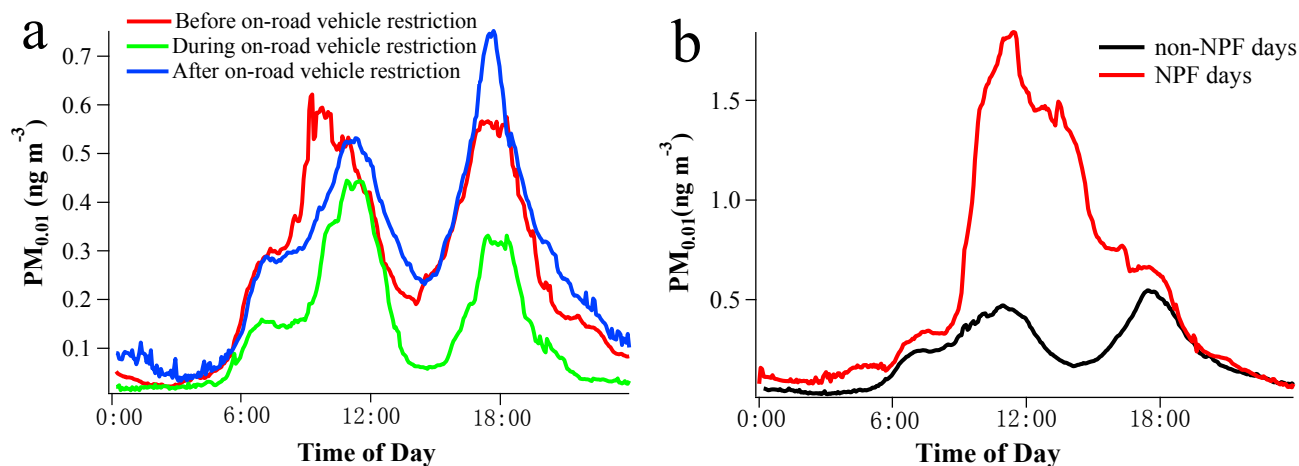 a
Before on-road vehicle restriction
During on-road vehicle restriction
After on-road vehicle restriction
PM0.01 (ng m-3)
0.7
0.6
0.5
0.4
0.3
0.2
0.1
0:00
6:00
12:00
18:00
Time of Day
b
non-NPF days
NPF days
PM0.01(ng m-3)
1.5
1.0
0.5
0:00
6:00
12:00
18:00
Time of Day